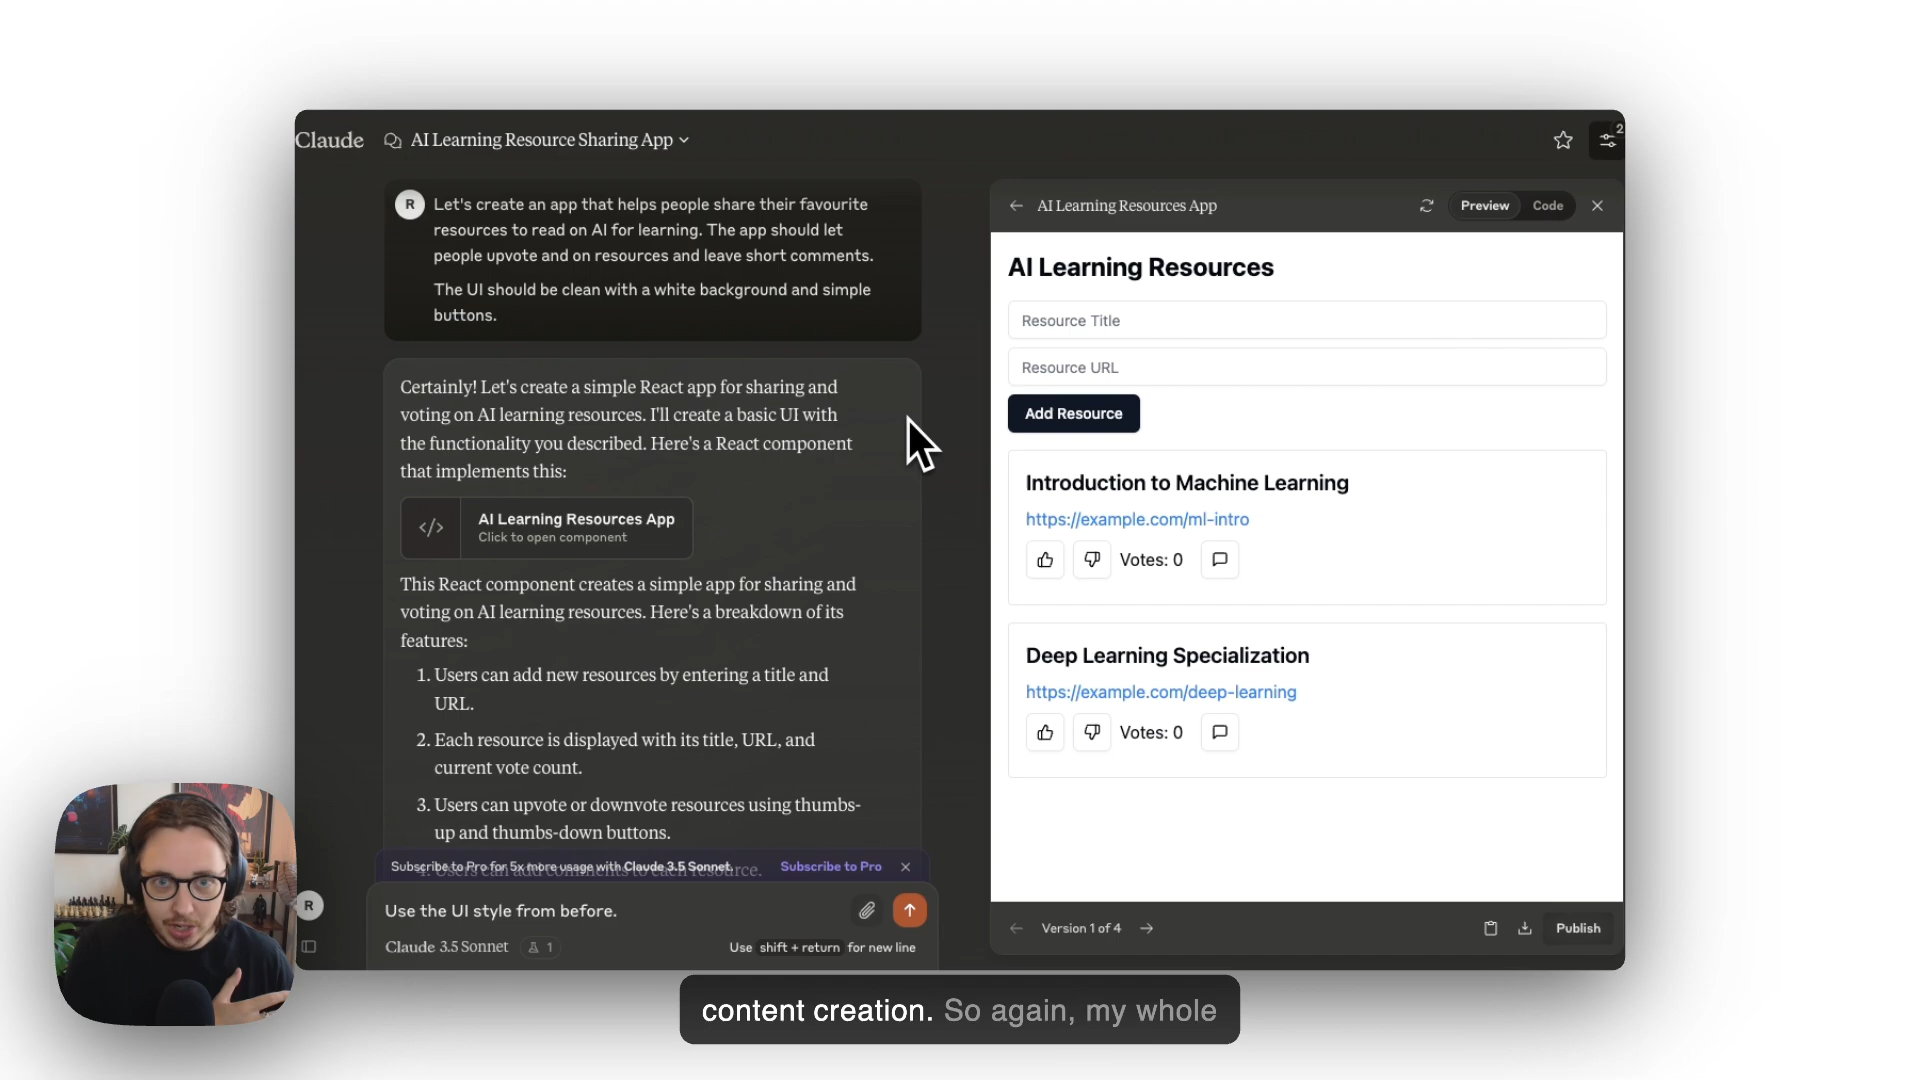 Claude
AI Learning Resource Sharing App
2
R
Let's create an app that helps people share their favourite
resources to read on AI for learning. The app should let
people upvote and on resources and leave short comments.
The UI should be clean with a white background and simple
buttons.
Certainly! Let's create a simple React app for sharing and
voting on AI learning resources. I'll create a basic UI with
the functionality you described. Here's a React component
that implements this:
</>
AI Learning Resources App
Click to open component
This React component creates a simple app for sharing and
voting on AI learning resources. Here's a breakdown of its
features:
1. Users can add new resources by entering a title and
URL.
2. Each resource is displayed with its title, URL, and
current vote count.
3. Users can upvote or downvote resources using thumbs-
up and thumbs-down buttons.
4. Users can add comments to each resource.
Subscribe to Pro for 5x more usage with Claude 3.5 Sonnet. Subscribe to Pro
R
Use the UI style from before.
Claude 3.5 Sonnet 1 Use shift + return for new line
AI Learning Resources App
Preview Code
AI Learning Resources
Resource Title
Resource URL
Add Resource
Introduction to Machine Learning
https://example.com/ml-intro
Votes: 0
Deep Learning Specialization
https://example.com/deep-learning
Votes: 0
Version 1 of 4
Publish
content creation. So again, my whole